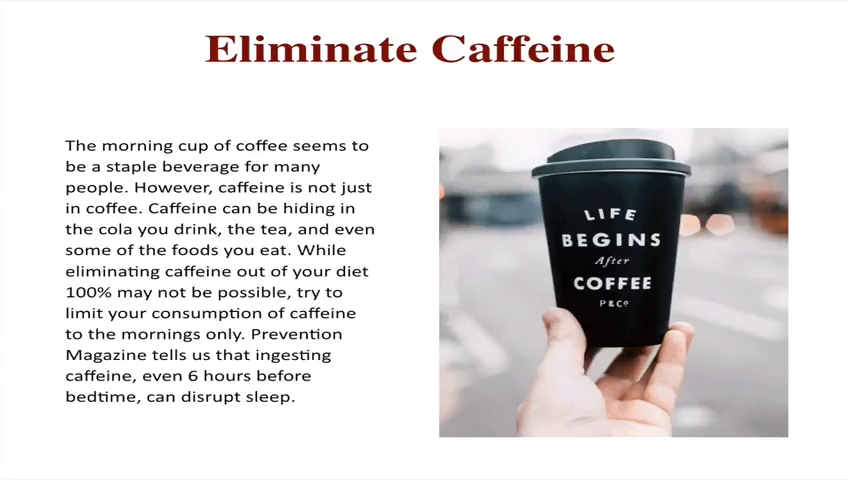 Eliminate Caffeine
The morning cup of coffee seems to
be a staple beverage for many
people. However, caffeine is not just
in coffee. Caffeine can be hiding in
the cola you drink, the tea, and even
some of the foods you eat. While
eliminating caffeine out of your diet
100% may not be possible, try to
limit your consumption of caffeine
to the mornings only. Prevention
Magazine tells us that ingesting
caffeine, even 6 hours before
bedtime, can disrupt sleep.
LIFE
BEGINS
After
COFFEE
P&Co